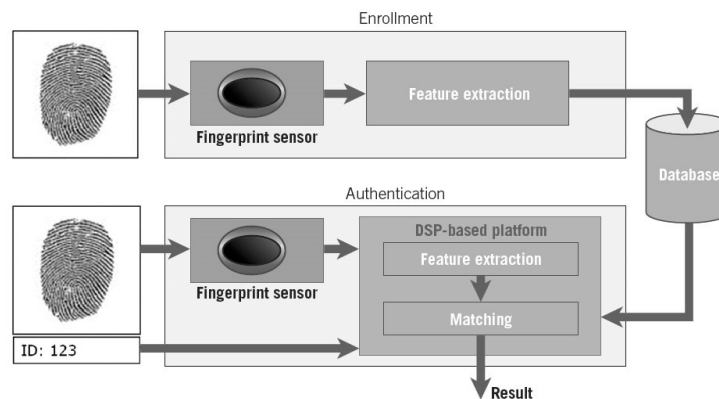 Enrollment
Feature extraction
Fingerprint sensor
Database
Authentication
DSP-based platform
Feature extraction
Fingerprint sensor
Matching
ID: 123
Result